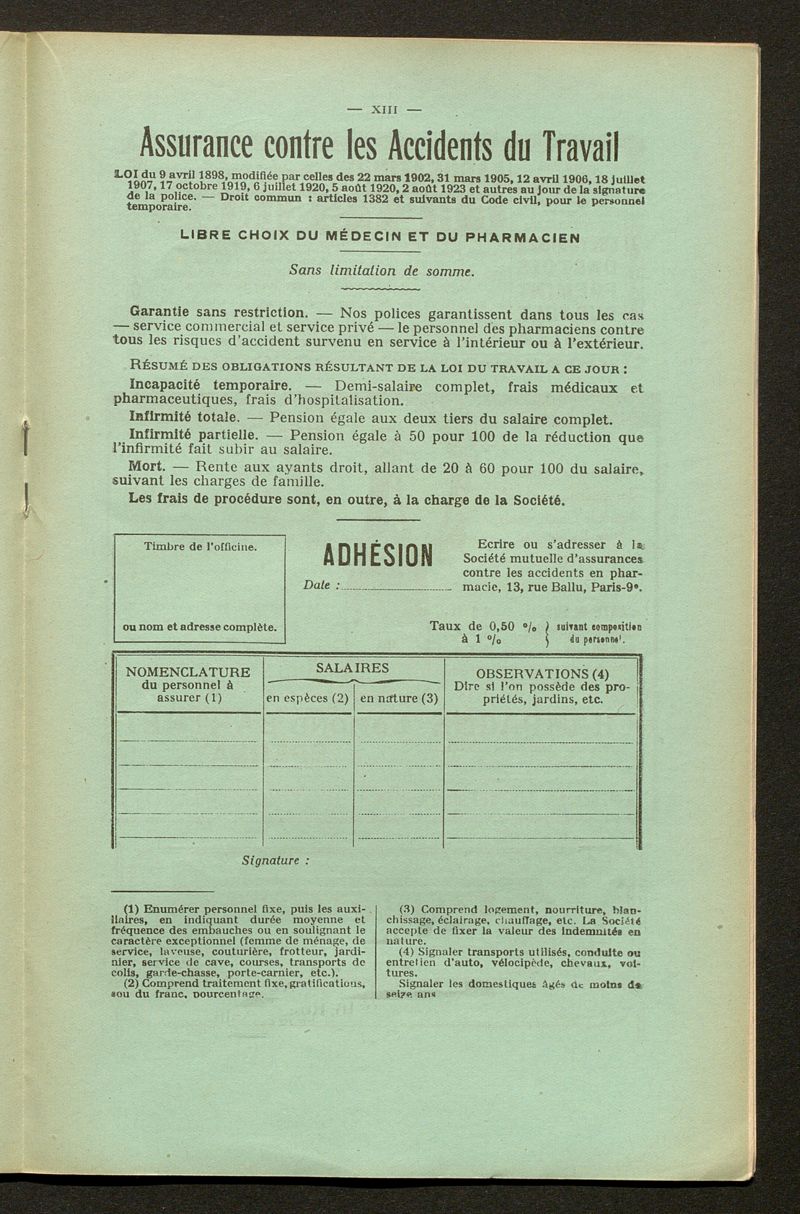 — XIII —
Assurance contre les Accidents du Travail
LOI du 9 avril 1898, modifiée par celles des 22 mars 1902, 31 mars 1905, 12 avril 1906, 18 juillet
1907, 17 octobre 1919, 6 juillet 1920, 5 août 1920, 2 août 1923 et autres au jour de la signature
de la police. — Droit commun : articles 1382 et suivants du Code civil, pour le personnel
temporaire.
LIBRE CHOIX DU MÉDECIN ET DU PHARMACIEN
Sans limitation de somme.
Garantie sans restriction. — Nos polices garantissent dans tous les cas
— service commercial et service privé — le personnel des pharmaciens contre
tous les risques d'accident survenu en service à l'intérieur ou à l'extérieur.
RÉSUMÉ DES OBLIGATIONS RÉSULTANT DE LA LOI DU TRAVAIL A CE JOUR :
Incapacité temporaire. — Demi-salaire complet, frais médicaux et
pharmaceutiques, frais d'hospitalisation.
Infirmité totale. — Pension égale aux deux tiers du salaire complet.
Infirmité partielle. — Pension égale à 50 pour 100 de la réduction que
l'infirmité fait subir au salaire.
Mort. — Rente aux ayants droit, allant de 20 à 60 pour 100 du salaire,
suivant les charges de famille.
Les frais de procédure sont, en outre, à la charge de la Société.
Timbre de l'officine.
ou nom et adresse complète.
ADHÉSION
Date :
Ecrire ou s'adresser à la
Société mutuelle d'assurances
contre les accidents en phar-
macie, 13, rue Ballu, Paris-9e.
Taux de 0,50 % } suivant composition
à 1 % } du personnel.
NOMENCLATURE
du personnel à
assurer (1)
SALAIRES
en espèces (2)
en nature (3)
OBSERVATIONS (4)
Dire si l'on possède des pro-
priétés, jardins, etc.
Signature :
(1) Enumérer personnel fixe, puis les auxi-
liaires, en indiquant durée moyenne et
fréquence des embauches ou en soulignant le
caractère exceptionnel (femme de ménage, de
service, laveuse, couturière, frotteur, jardi-
nier, service de cave, courses, transports de
colis, garde-chasse, porte-carnier, etc.).
(2) Comprend traitement fixe, gratifications,
sou du franc, pourcentage.
(3) Comprend logement, nourriture, blan-
chissage, éclairage, chauffage, etc. La Société
accepte de fixer la valeur des indemnités en
nature.
(4) Signaler transports utilisés, conduite ou
entretien d'auto, vélocipède, chevaux, voi-
tures.
Signaler les domestiques âgés de moins de
seize ans